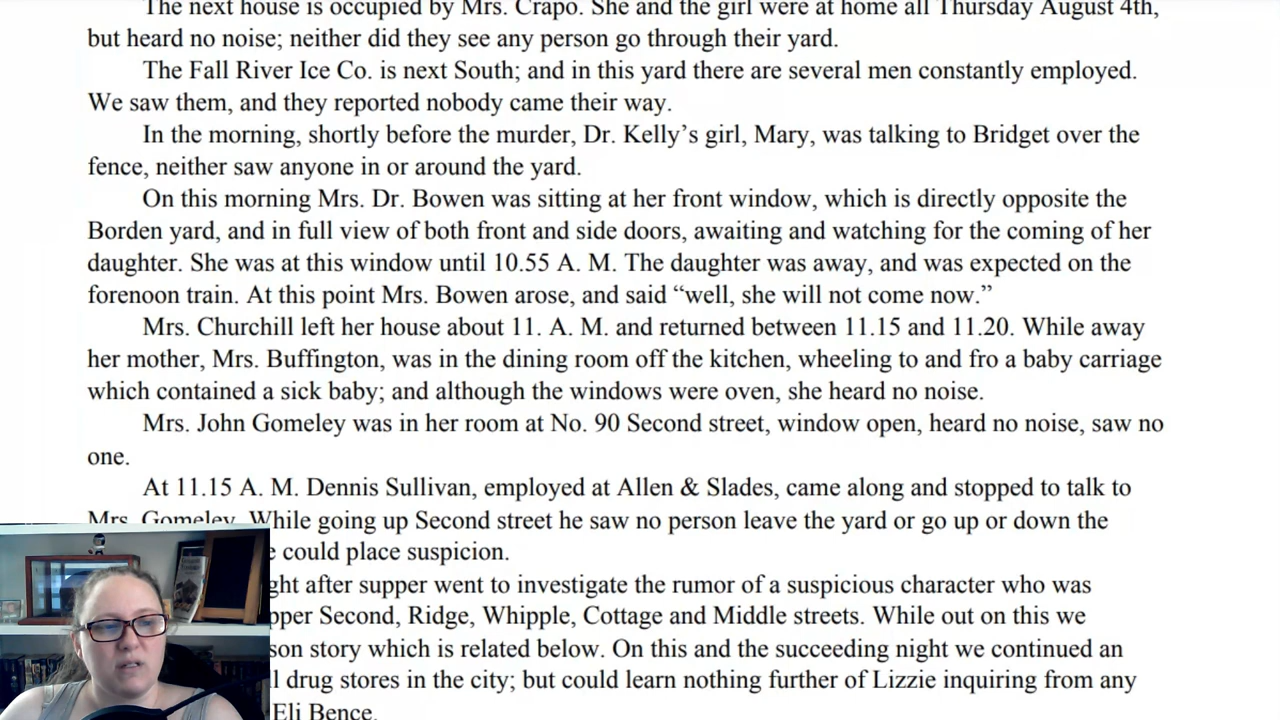 The next house is occupied by Mrs. Crapo. She and the girl were at home all Thursday August 4th,
but heard no noise; neither did they see any person go through their yard.
The Fall River Ice Co. is next South; and in this yard there are several men constantly employed.
We saw them, and they reported nobody came their way.
In the morning, shortly before the murder, Dr. Kelly’s girl, Mary, was talking to Bridget over the
fence, neither saw anyone in or around the yard.
On this morning Mrs. Dr. Bowen was sitting at her front window, which is directly opposite the
Borden yard, and in full view of both front and side doors, awaiting and watching for the coming of her
daughter. She was at this window until 10.55 A. M. The daughter was away, and was expected on the
forenoon train. At this point Mrs. Bowen arose, and said “well, she will not come now.”
Mrs. Churchill left her house about 11. A. M. and returned between 11.15 and 11.20. While away
her mother, Mrs. Buffington, was in the dining room off the kitchen, wheeling to and fro a baby carriage
which contained a sick baby; and although the windows were oven, she heard no noise.
Mrs. John Gomeley was in her room at No. 90 Second street, window open, heard no noise, saw no
one.
At 11.15 A. M. Dennis Sullivan, employed at Allen & Slades, came along and stopped to talk to
Mrs. Gomeley. While going up Second street he saw no person leave the yard or go up or down the
could place suspicion.
after supper went to investigate the rumor of a suspicious character who was
Second, Ridge, Whipple, Cottage and Middle streets. While out on this we
story which is related below. On this and the succeeding night we continued an
drug stores in the city; but could learn nothing further of Lizzie inquiring from any
Eli Bence.